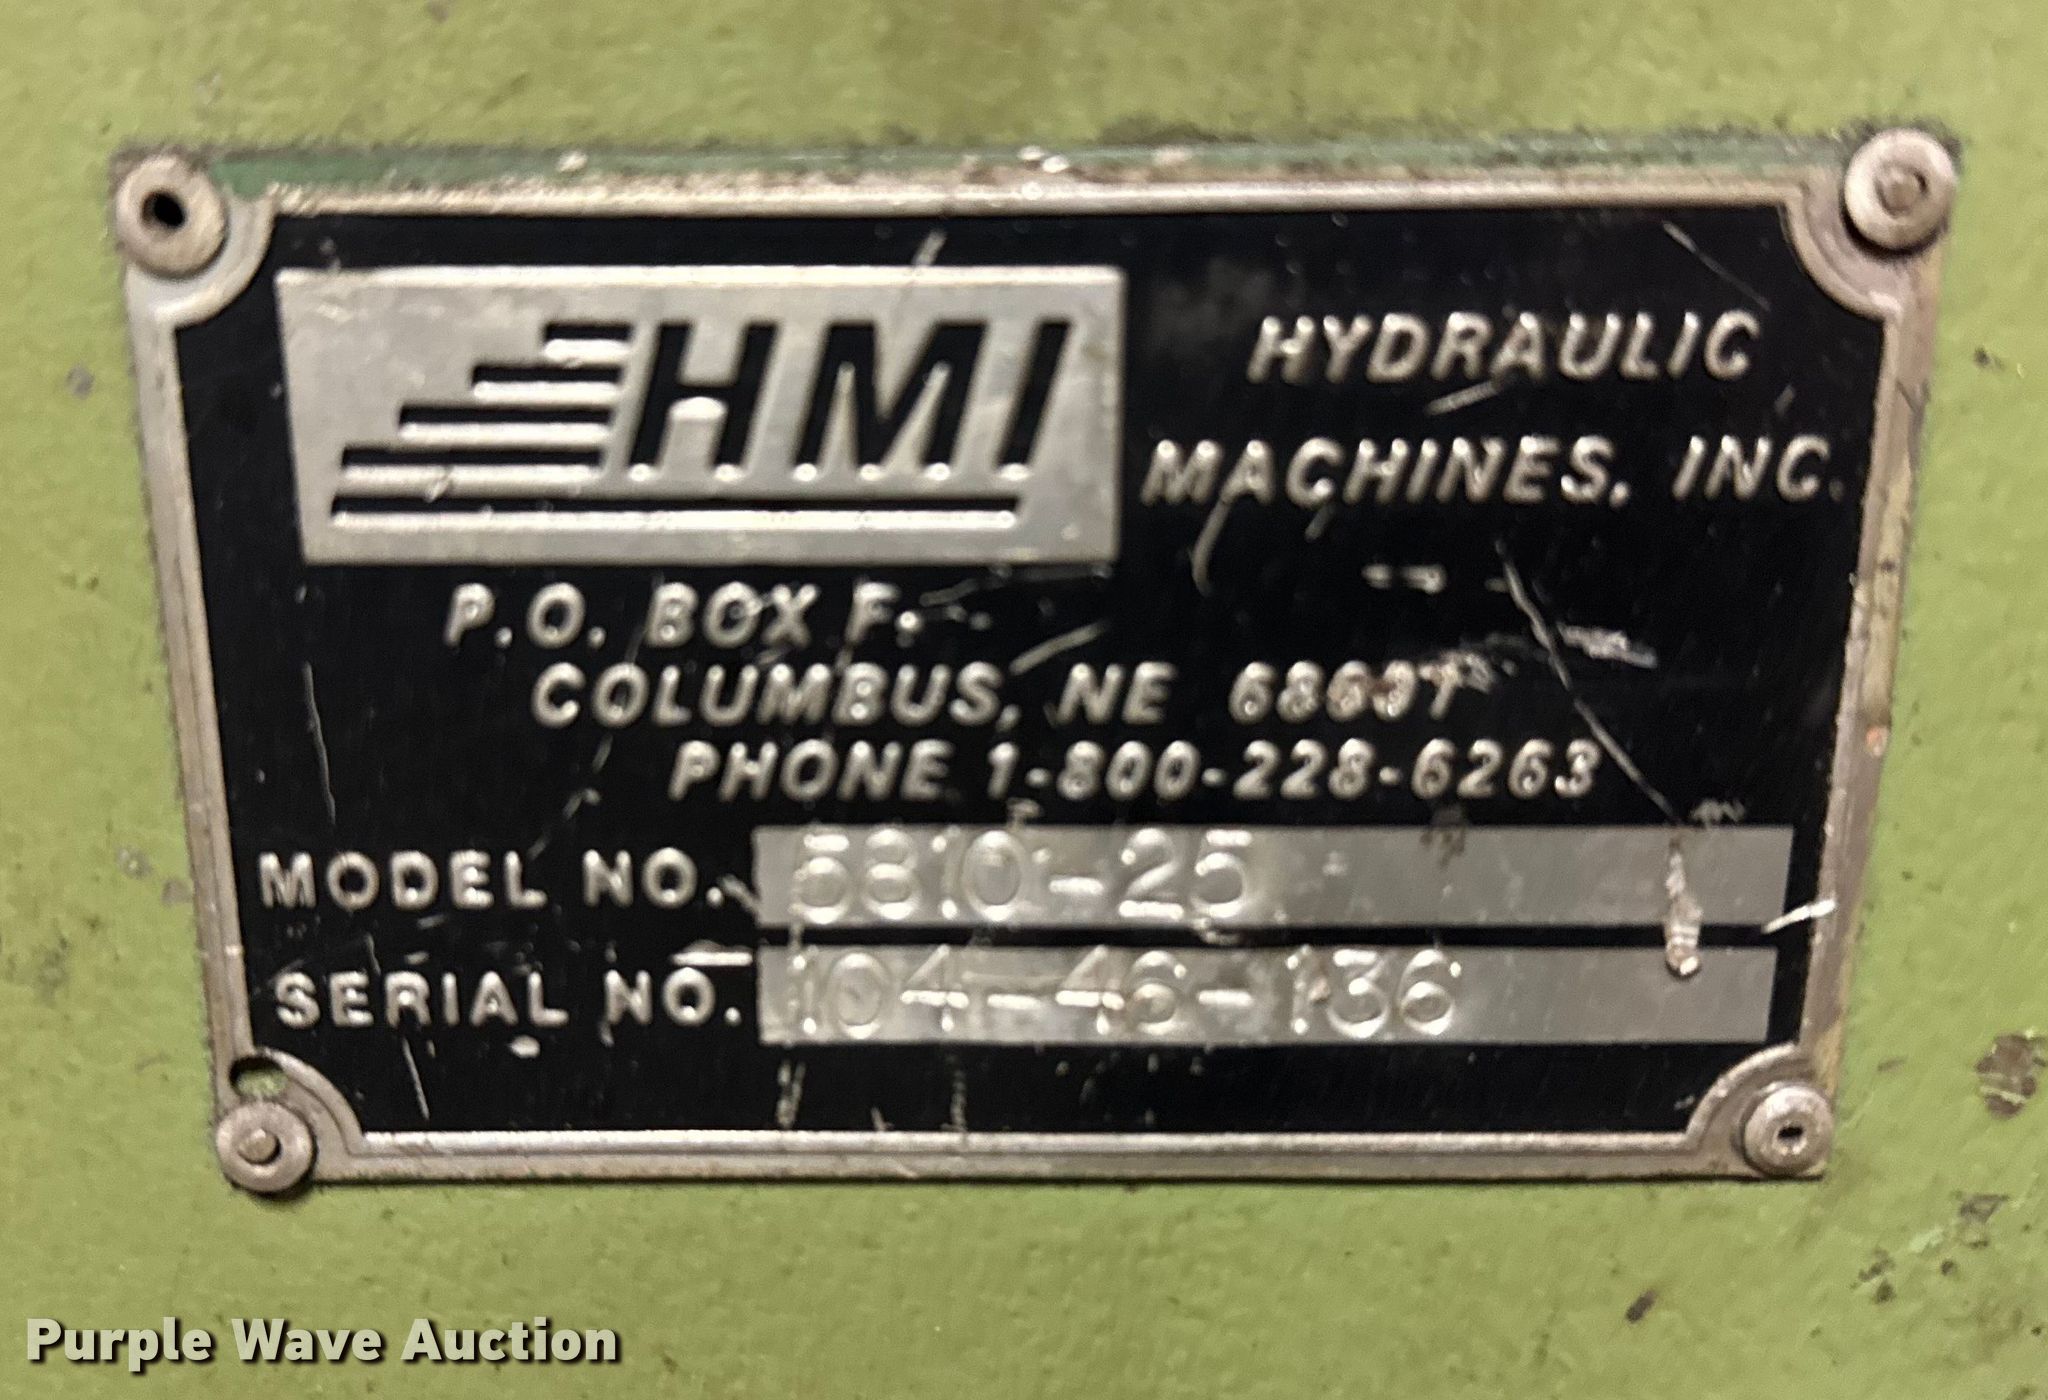 HMI
HYDRAULIC
MACHINES, INC.
P.O. BOX F.
COLUMBUS, NE 68601
PHONE 1-800-228-6263
MODEL NO. 5810-25
SERIAL NO. 104-46-136
Purple Wave Auction